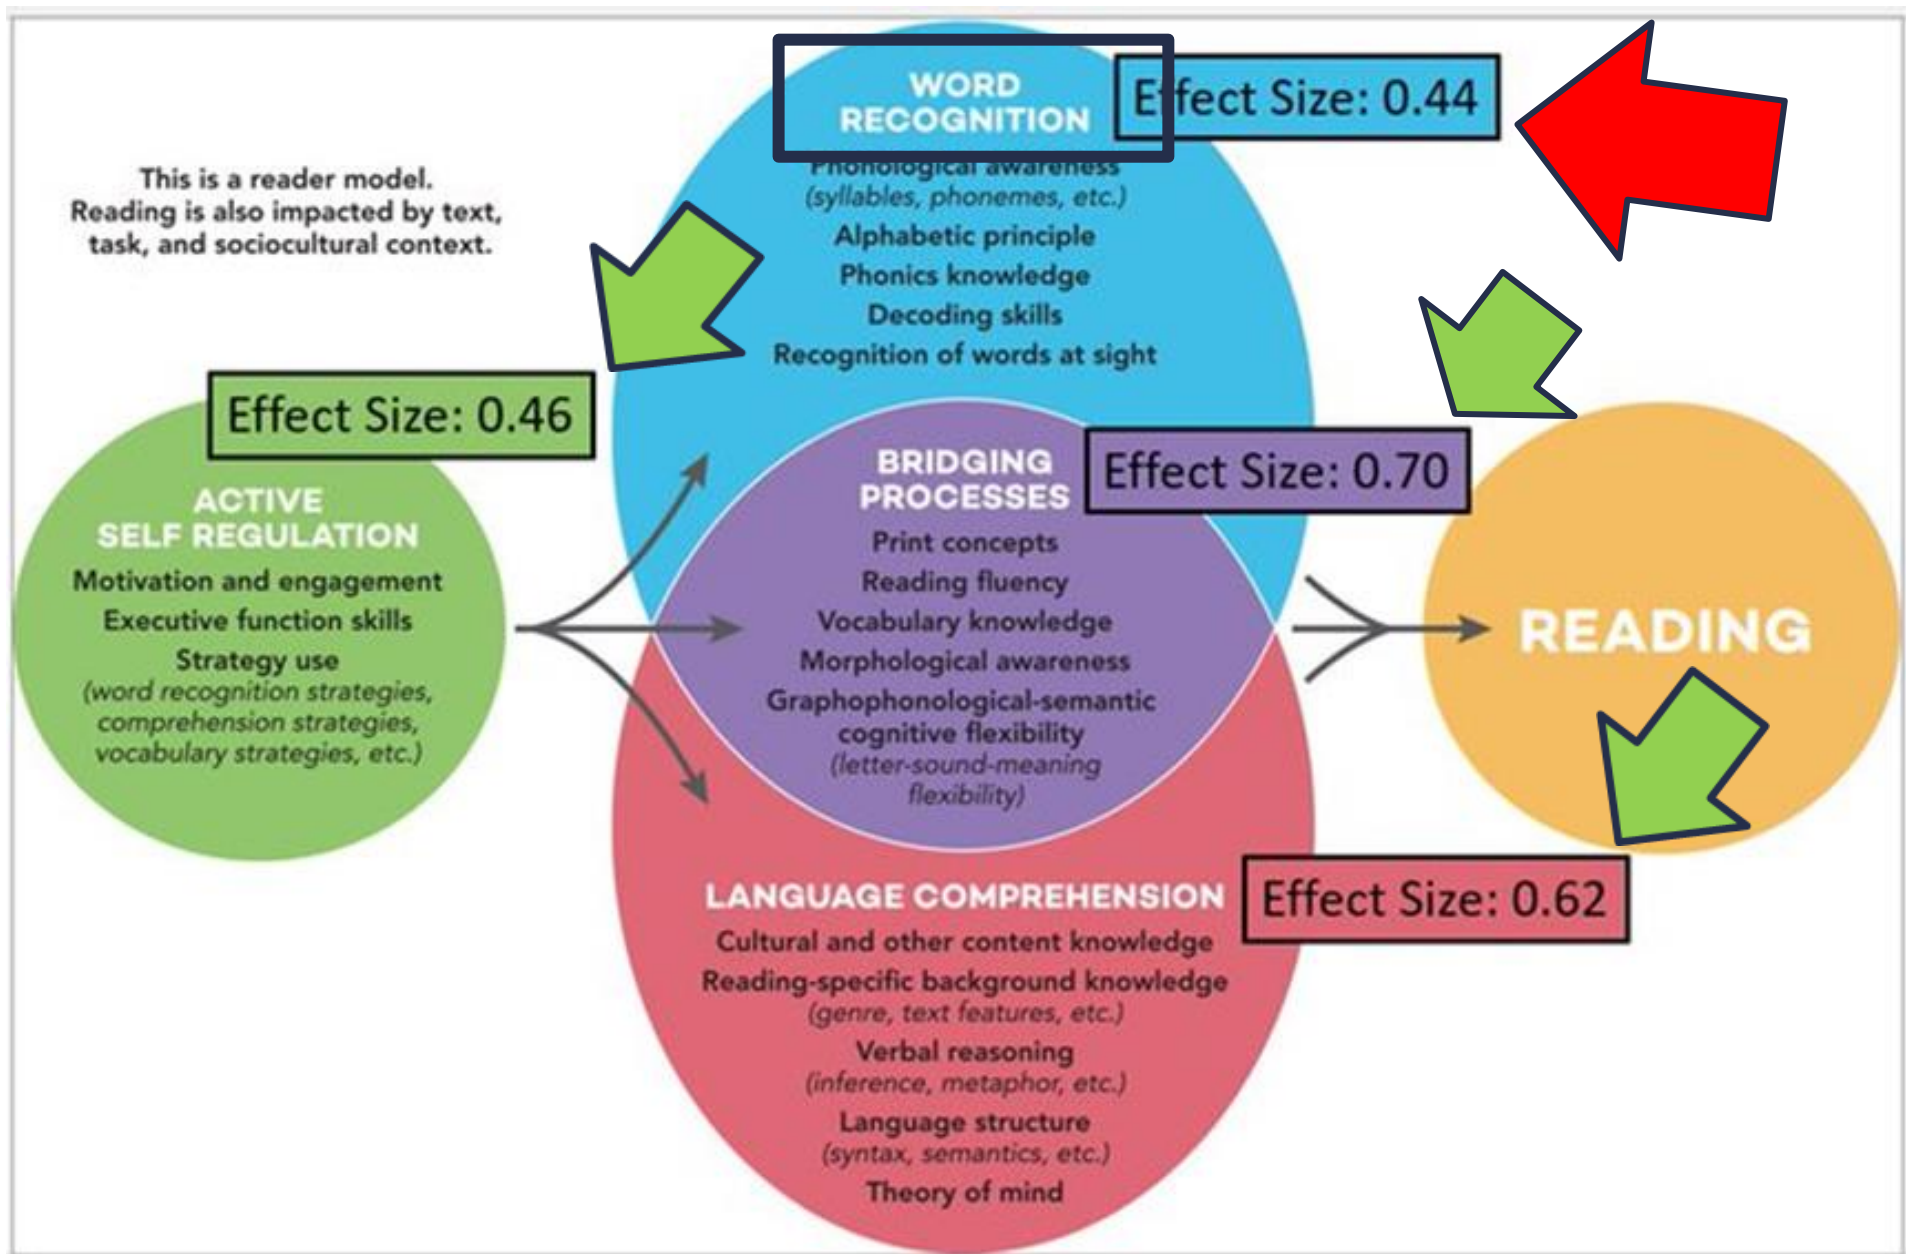 WORD
RECOGNITION
Effect Size: 0.44
Phonological awareness
(syllables, phonemes, etc.)
Alphabetic principle
Phonics knowledge
Decoding skills
Recognition of words at sight
This is a reader model.
Reading is also impacted by text,
task, and sociocultural context.
Effect Size: 0.46
ACTIVE
SELF REGULATION
Motivation and engagement
Executive function skills
Strategy use
(word recognition strategies,
comprehension strategies,
vocabulary strategies, etc.)
BRIDGING
PROCESSES
Effect Size: 0.70
Print concepts
Reading fluency
Vocabulary knowledge
Morphological awareness
Graphophonological-semantic
cognitive flexibility
(letter-sound-meaning
flexibility)
READING
LANGUAGE COMPREHENSION
Effect Size: 0.62
Cultural and other content knowledge
Reading-specific background knowledge
(genre, text features, etc.)
Verbal reasoning
(inference, metaphor, etc.)
Language structure
(syntax, semantics, etc.)
Theory of mind